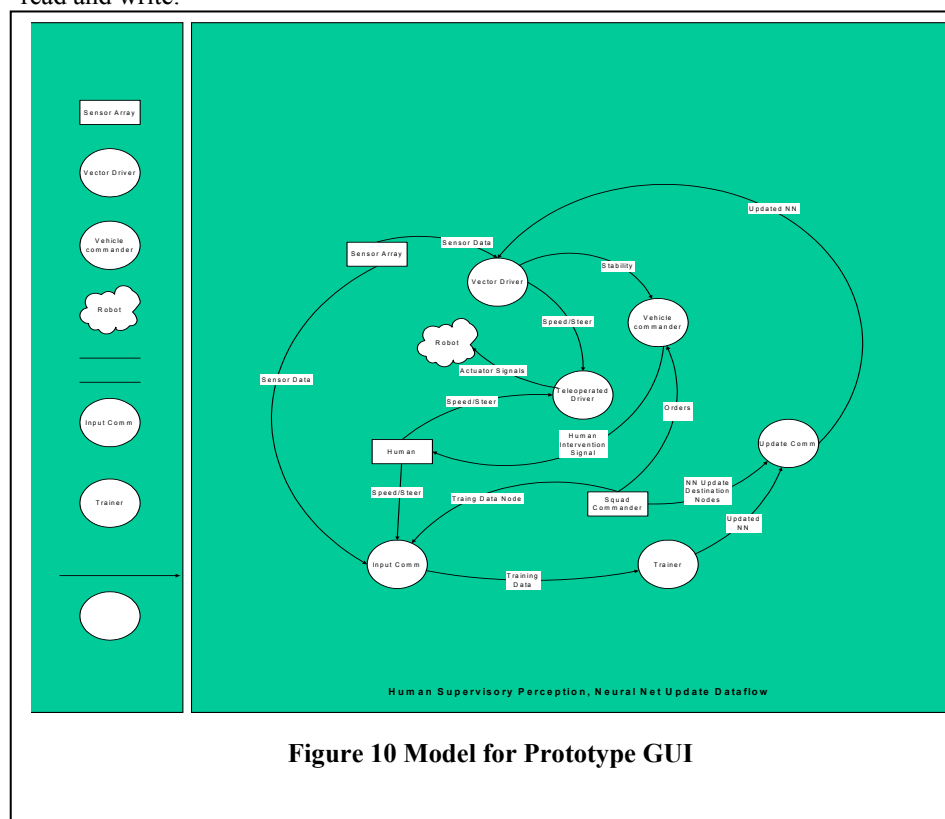 read and write.
Sensor Array
Vector Driver
Vehicle
commander
Robot
Input Comm
Trainer
Updated NN
Sensor Data
Sensor Array
Stability
Vector Driver
Vehicle
commander
Speed/Steer
Robot
Sensor Data
Actuator Signals
Teleoperated
Driver
Speed/Steer
Orders
Human
Human
Intervention
Signal
Update Comm
Speed/Steer
Traing Data Node
Squad
Commander
NN Update
Destination
Nodes
Updated
NN
Input Comm
Trainer
Training
Data
Human Supervisory Perception, Neural Net Update Dataflow
Figure 10 Model for Prototype GUI